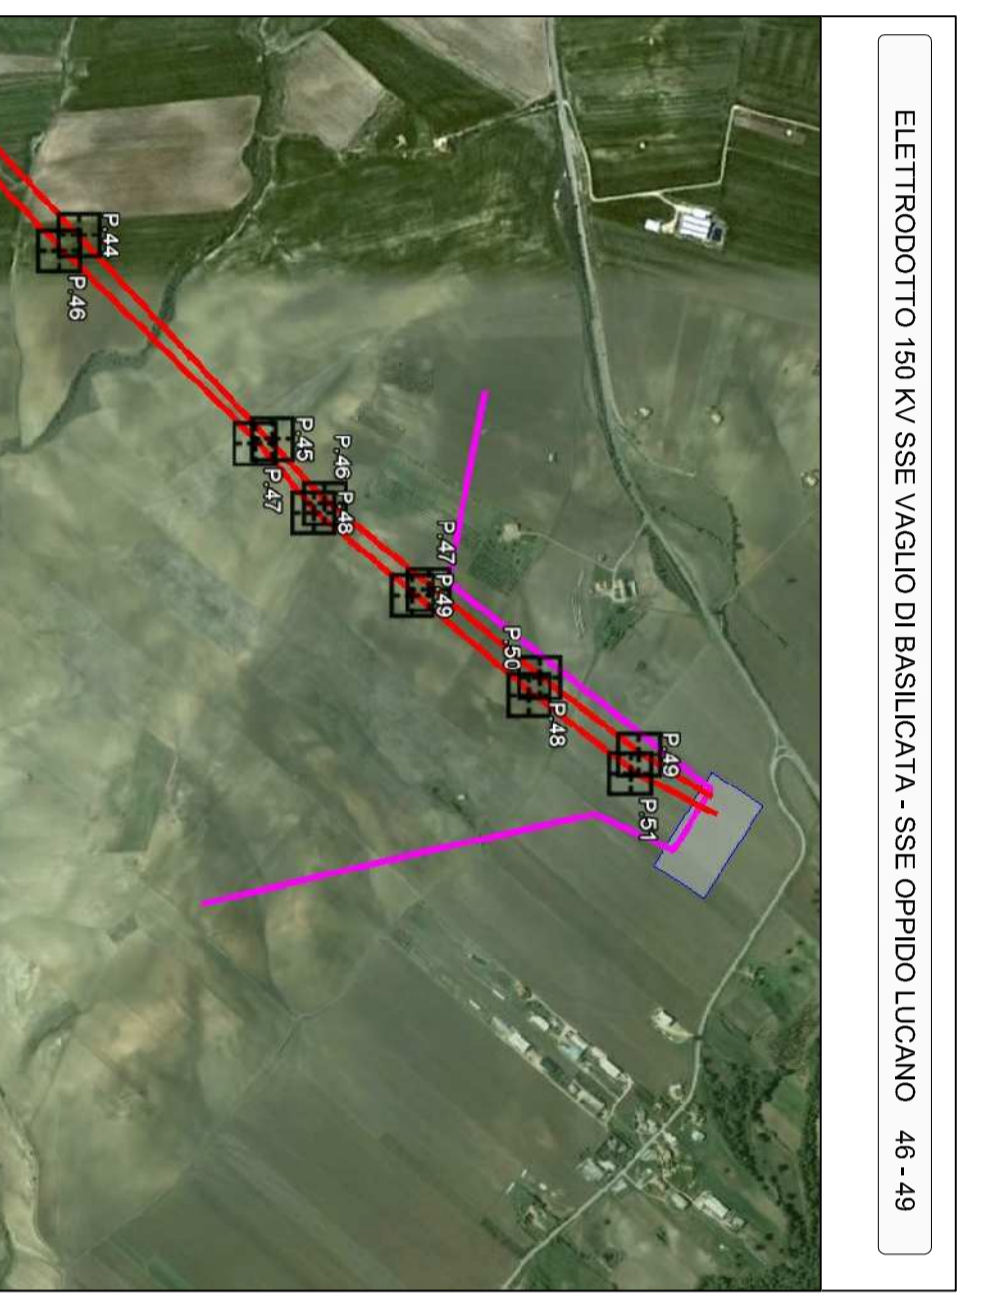 ELETTRODOTTO 150 KV SSE VAGLIO DI BASILICATA - SSE OPPIDO LUCANO 46 - 49
P.44
P.46
P.45
P.47
P.46
P.48
P.47
P.49
P.50
P.48
P.49
P.51